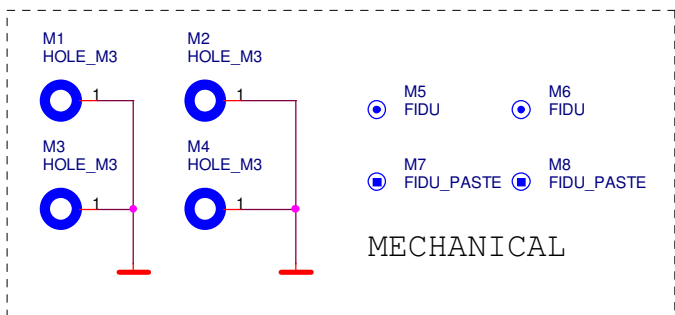 M1
HOLE_M3
1
M2
HOLE_M3
1
M3
HOLE_M3
1
M4
HOLE_M3
1
M5
FIDU
M6
FIDU
M7
FIDU_PASTE
M8
FIDU_PASTE
MECHANICAL